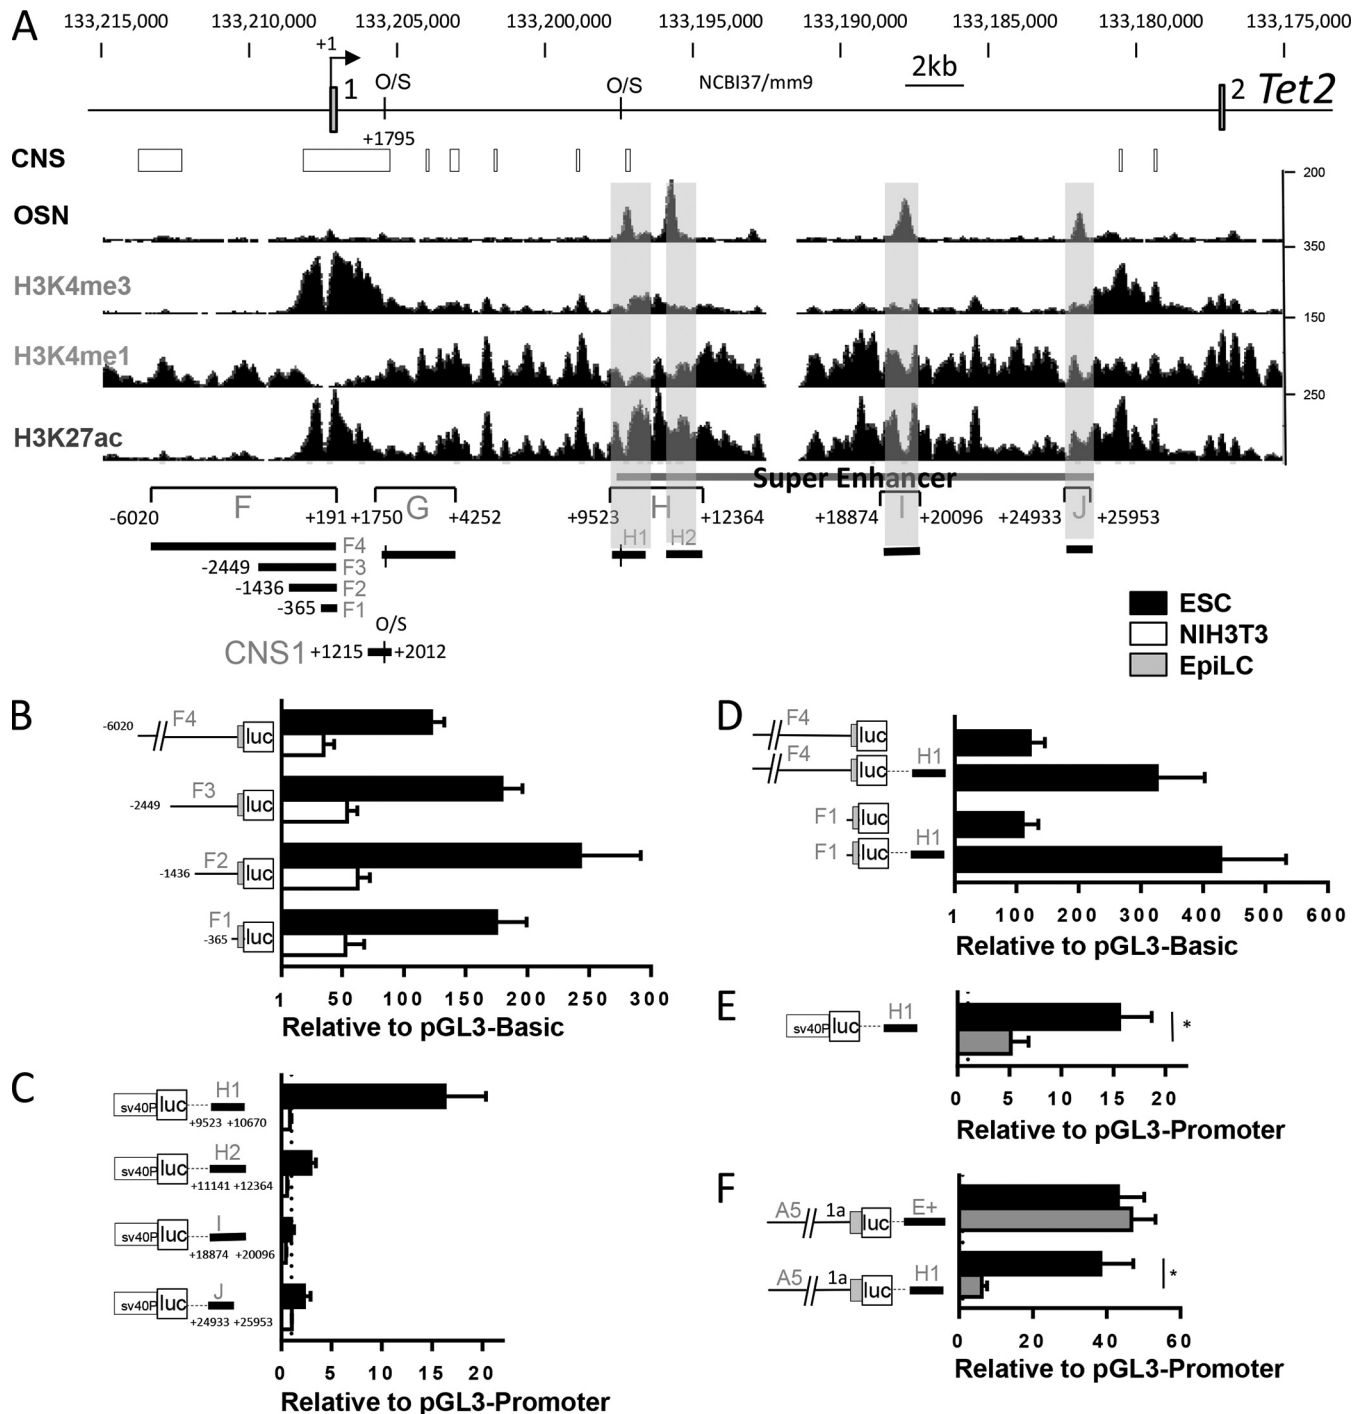 A
133,215,000 133,210,000 133,205,000 133,200,000 133,195,000 133,190,000 133,185,000 133,180,000 133,175,000
+1
1
O/S
+1795
O/S
NCBI37/mm9
2kb
2
Tet2
CNS
200
OSN
350
H3K4me3
150
H3K4me1
250
H3K27ac
Super Enhancer
F G H I J
-6020 +191 +1750 +4252 +9523 +12364 +18874 +20096 +24933 +25953
H1 H2
F4
-2449 F3
-1436 F2
-365 F1
O/S
CNS1 +1215 +2012
ESC
NIH3T3
EpiLC
B
-6020 F4 luc
-2449 F3 luc
-1436 F2 luc
-365 F1 luc
1 50 100 150 200 250 300
Relative to pGL3-Basic
C
sv40P luc H1
+9523 +10670
sv40P luc H2
+11141 +12364
sv40P luc I
+18874 +20096
sv40P luc J
+24933 +25953
0 5 10 15 20
Relative to pGL3-Promoter
D
F4 luc
F4 luc H1
F1 luc
F1 luc H1
1 100 200 300 400 500 600
Relative to pGL3-Basic
E
sv40P luc H1
*
0 5 10 15 20
Relative to pGL3-Promoter
F
A5 1a luc E+
A5 1a luc H1
*
0 20 40 60
Relative to pGL3-Promoter